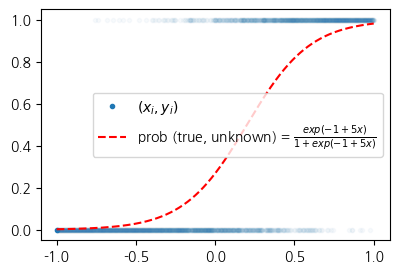 1.0
0.8
0.6
0.4
0.2
0.0
(x_i, y_i)
prob (true, unknown) = \frac{exp(-1+5x)}{1+exp(-1+5x)}
-1.0 -0.5 0.0 0.5 1.0